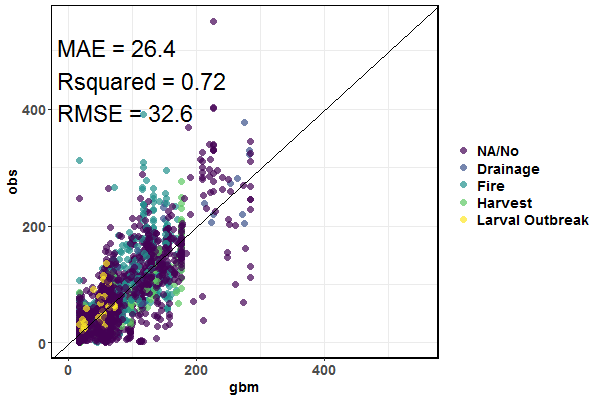 MAE = 26.4
Rsquared = 0.72
RMSE = 32.6
400
200
0
obs
0 200 400
gbm
NA/No
Drainage
Fire
Harvest
Larval Outbreak